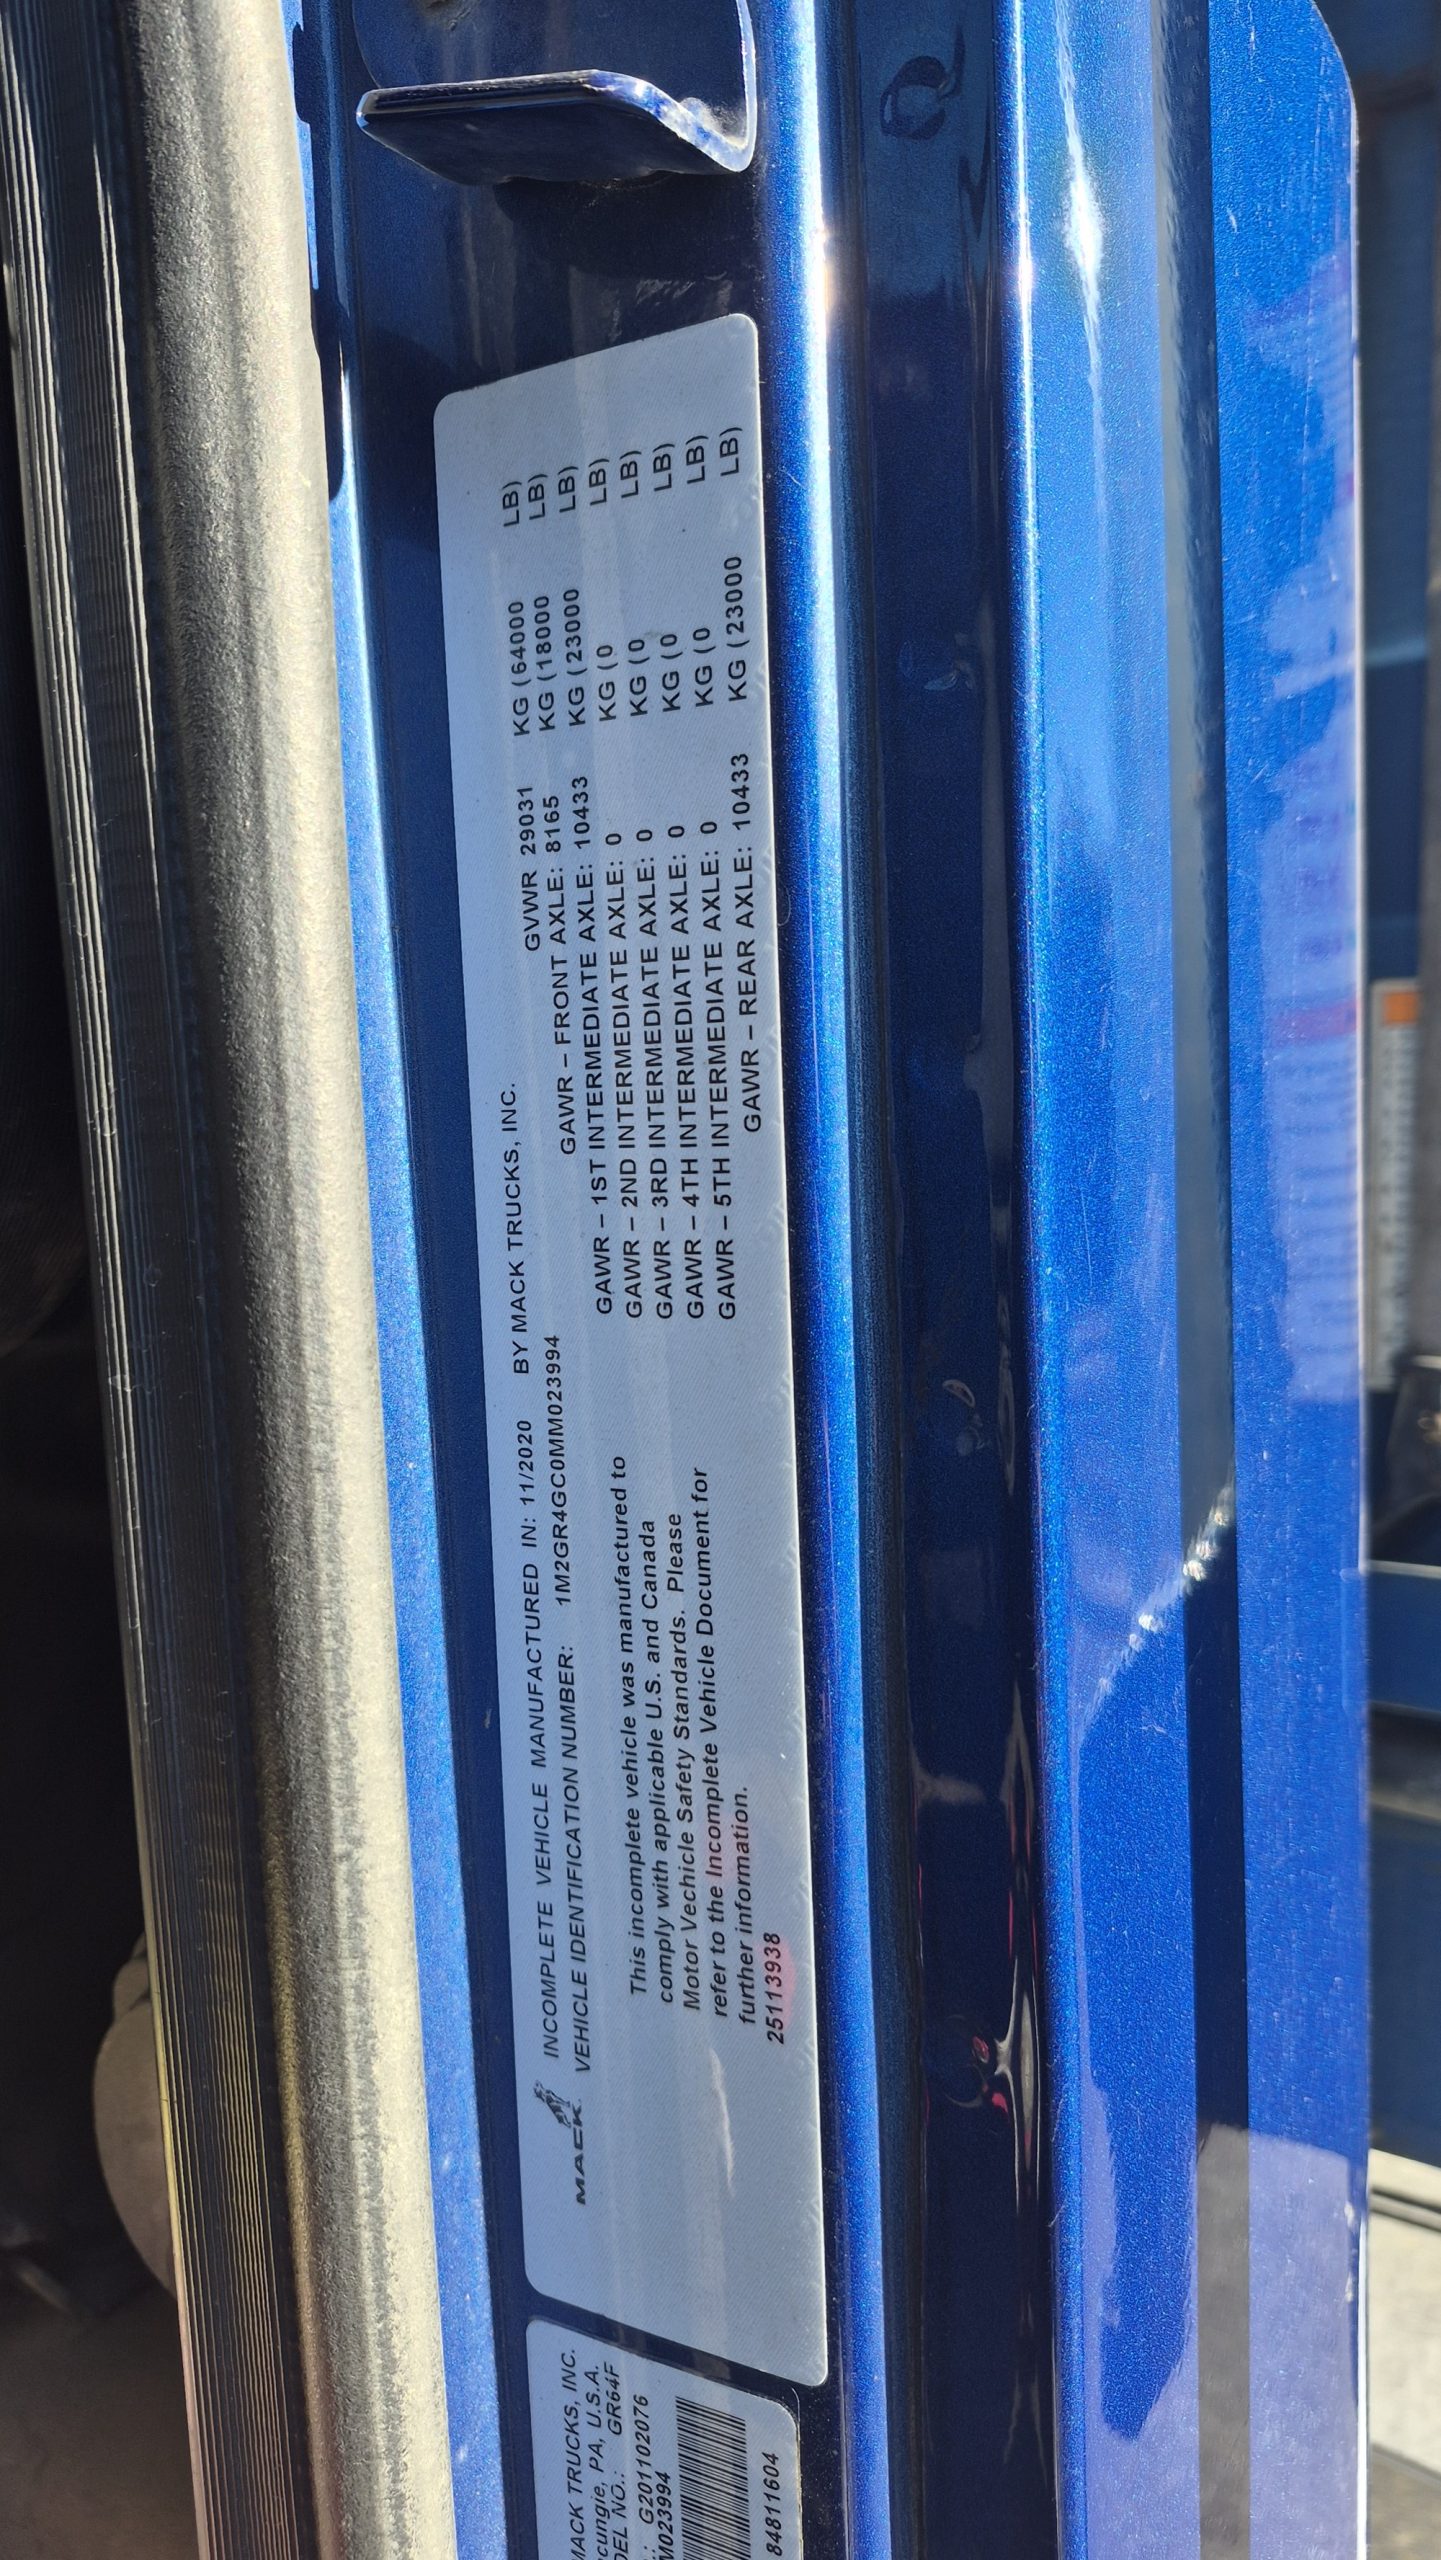 MACK
INCOMPLETE VEHICLE MANUFACTURED IN: 11/2020 BY MACK TRUCKS, INC.
VEHICLE IDENTIFICATION NUMBER: 1M2GR4GC0MM023994
This incomplete vehicle was manufactured to
comply with applicable U.S. and Canada
Motor Vechicle Safety Standards. Please
refer to the Incomplete Vehicle Document for
further information.
25113938
GVWR 29031 KG (64000 LB)
GAWR – FRONT AXLE: 8165 KG (18000 LB)
GAWR – 1ST INTERMEDIATE AXLE: 10433 KG (23000 LB)
GAWR – 2ND INTERMEDIATE AXLE: 0 KG (0 LB)
GAWR – 3RD INTERMEDIATE AXLE: 0 KG (0 LB)
GAWR – 4TH INTERMEDIATE AXLE: 0 KG (0 LB)
GAWR – 5TH INTERMEDIATE AXLE: 0 KG (0 LB)
GAWR – REAR AXLE: 10433 KG (23000 LB)
MACK TRUCKS, INC.
cungie, PA, U.S.A.
DEL NO.: GR64F
: G201102076
M023994
84811604